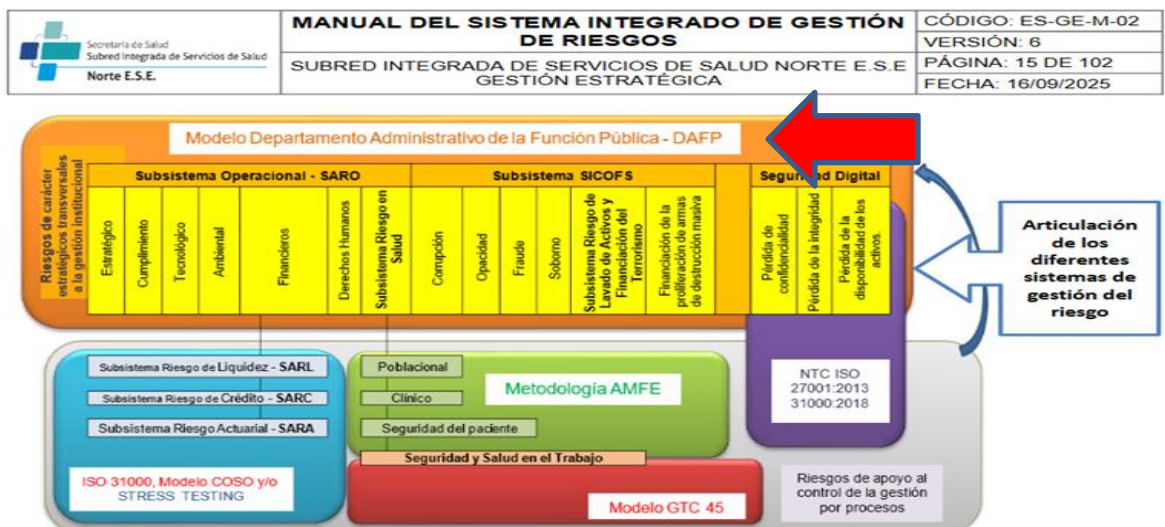 Secretaría de Salud
Subred Integrada de Servicios de Salud
Norte E.S.E.
MANUAL DEL SISTEMA INTEGRADO DE GESTIÓN
DE RIESGOS
SUBRED INTEGRADA DE SERVICIOS DE SALUD NORTE E.S.E
GESTIÓN ESTRATÉGICA
CÓDIGO: ES-GE-M-02
VERSIÓN: 6
PÁGINA: 15 DE 102
FECHA: 16/09/2025
Modelo Departamento Administrativo de la Función Pública - DAFP
Riesgos de carácter
estratégicos transversales
a la gestión institucional
Subsistema Operacional - SARO
Estratégico
Cumplimiento
Tecnológico
Ambiental
Financieros
Derechos Humanos
Subsistema Riesgo en
Salud
Subsistema SICOFS
Corrupción
Opacidad
Fraude
Soborno
Subsistema Riesgo de
Lavado de Activos y
Financiación del
Terrorismo
Financiación de la
proliferación de armas
de destrucción masiva
Digital
Pérdida de
confidencialidad
Pérdida de la integridad
Pérdida de la
disponibilidad de los
activos.
Articulación
de los
diferentes
sistemas de
gestión del
riesgo
Subsistema Riesgo de Liquidez - SARL
Subsistema Riesgo de Crédito - SARC
Subsistema Riesgo Actuarial - SARA
ISO 31000, Modelo COSO y/o
STRESS TESTING
Poblacional
Clínico
Seguridad del paciente
Metodología AMFE
Seguridad y Salud en el Trabajo
Modelo GTC 45
NTC ISO
27001:2013
31000:2018
Riesgos de apoyo al
control de la gestión
por procesos